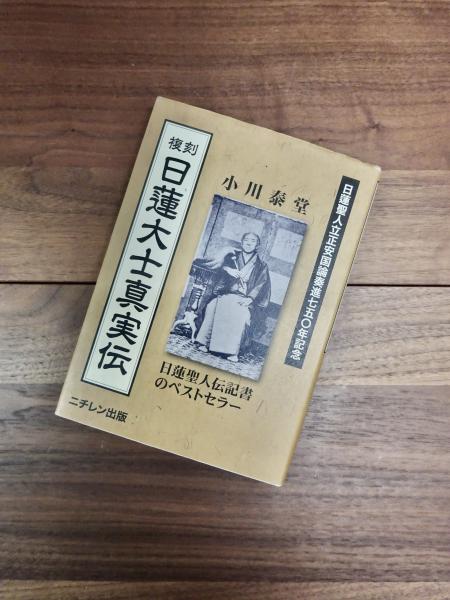 日蓮聖人立正安国論奏進七五〇年記念
小川泰堂
復刻
日蓮大士真実伝
日蓮聖人伝記書
のベストセラー
ニチレン出版